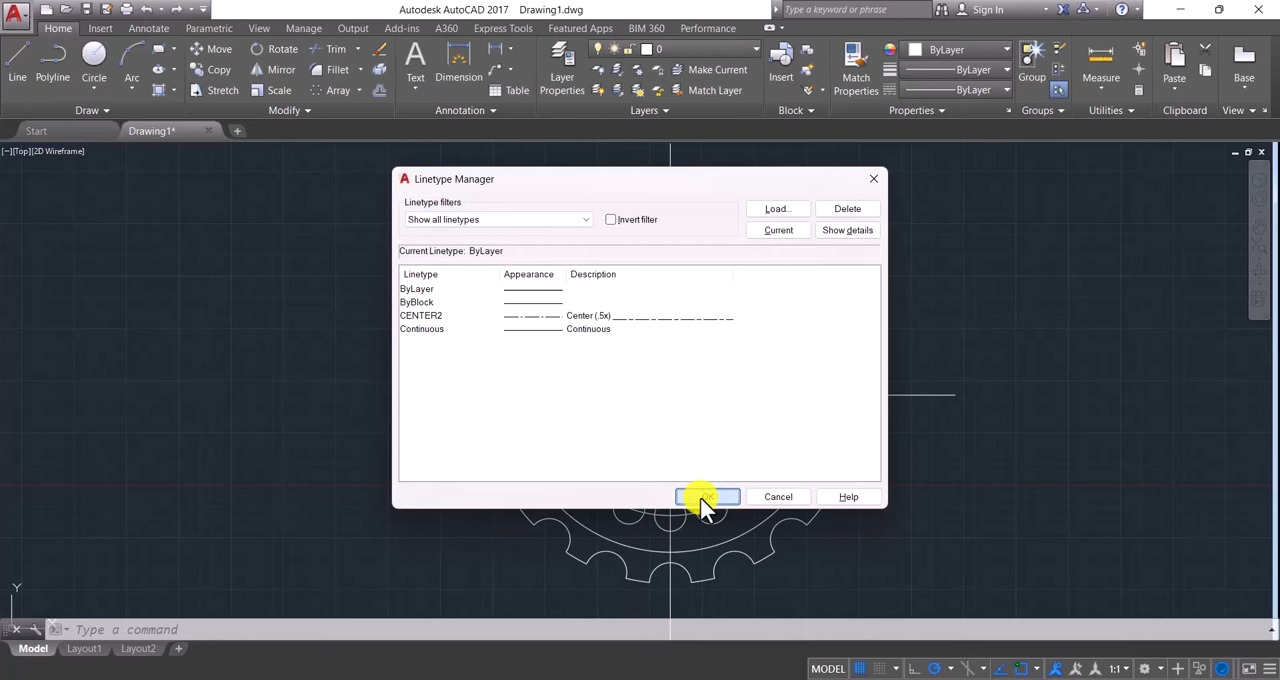 Autodesk AutoCAD 2017 Drawing1.dwg
Type a keyword or phrase
Sign In
Home Insert Annotate Parametric View Manage Output Add-ins A360 Express Tools Featured Apps BIM 360 Performance
Line Polyline Circle Arc
Move Rotate Trim
Copy Mirror Fillet
Stretch Scale Array
Text Dimension Table
Layer Properties
0
Make Current
Match Layer
Insert
Match Properties
ByLayer
ByLayer
ByLayer
Group Measure Paste Base
Draw Modify Annotation Layers Block Properties Groups Utilities Clipboard View
Start Drawing1*
[−][Top][2D Wireframe]
Linetype Manager
Linetype filters
Show all linetypes
Invert filter
Load... Delete
Current Show details
Current Linetype: ByLayer
Linetype Appearance Description
ByLayer
ByBlock
CENTER2 Center (.5x)
Continuous Continuous
OK Cancel Help
Y
Type a command
Model Layout1 Layout2
MODEL 1:1